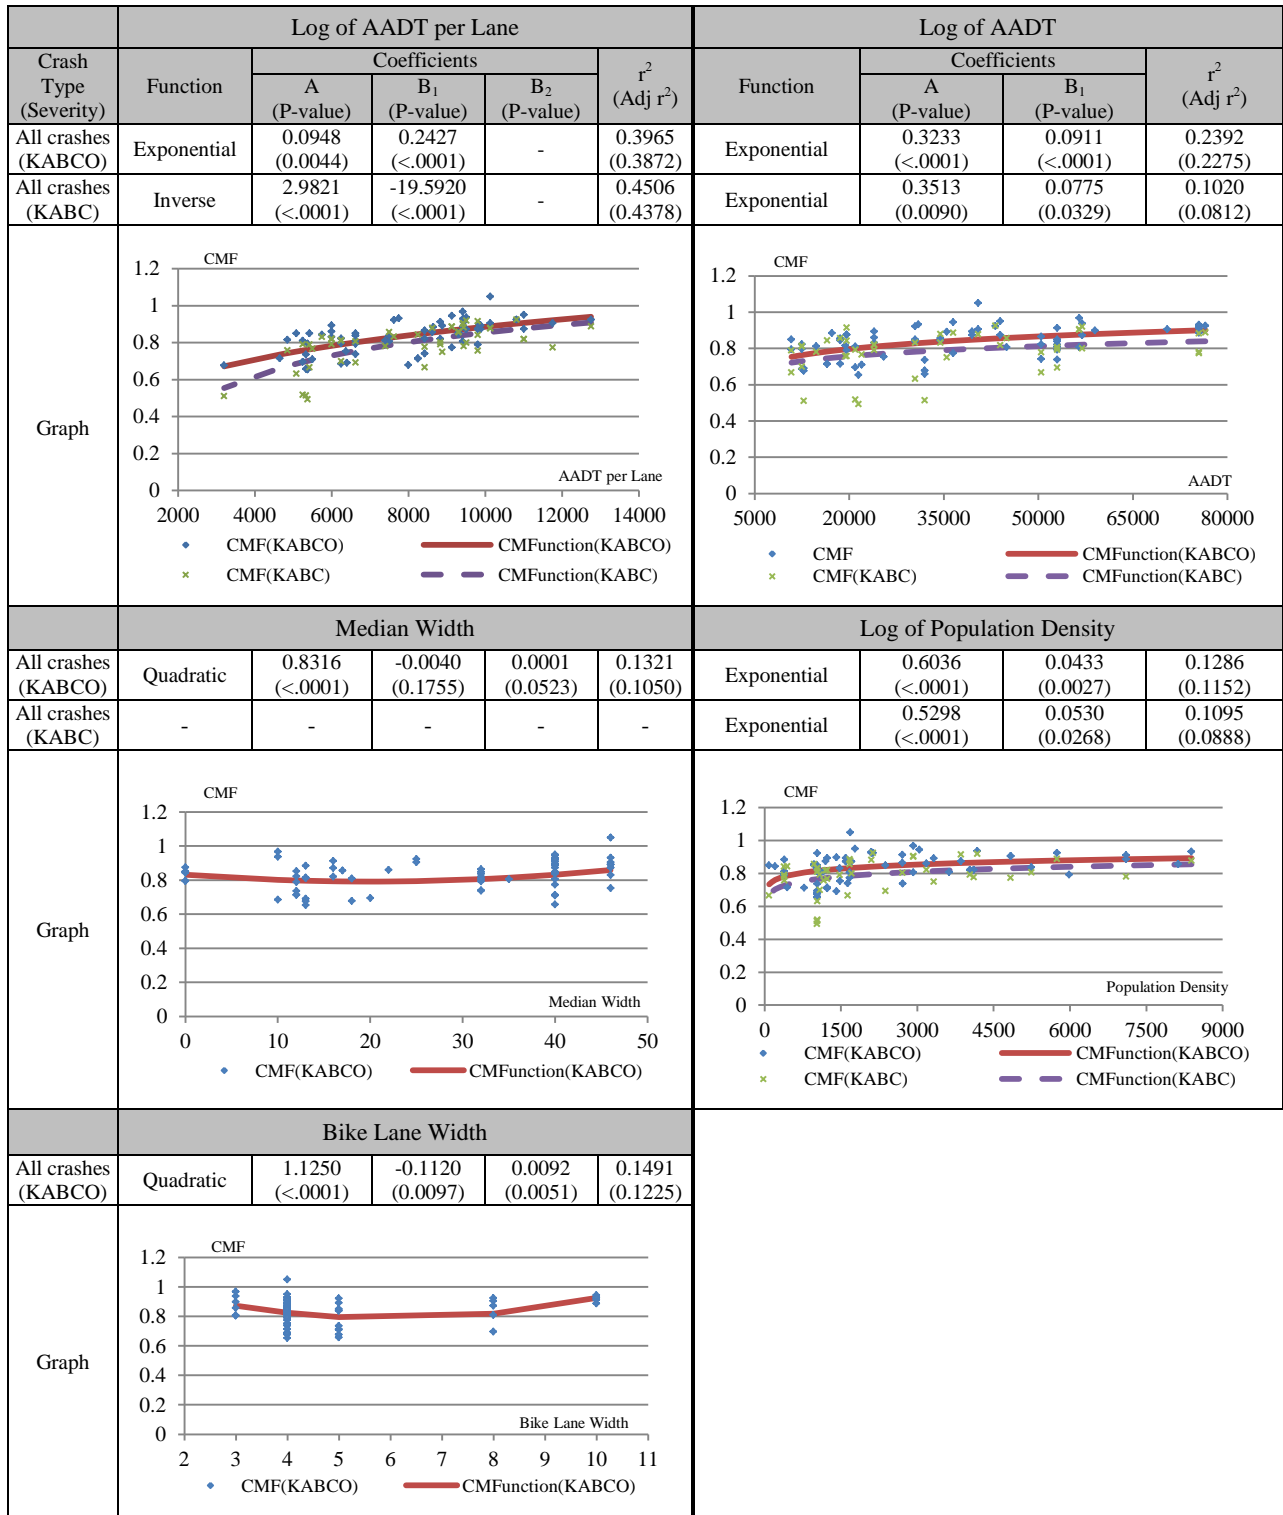 Log of AADT per Lane
Log of AADT
Crash Type (Severity)
Function
Coefficients
r2 (Adj r2)
Function
Coefficients
r2 (Adj r2)
A (P-value)
B1 (P-value)
B2 (P-value)
A (P-value)
B1 (P-value)
All crashes (KABCO)
Exponential
0.0948 (0.0044)
0.2427 (<.0001)
-
0.3965 (0.3872)
Exponential
0.3233 (<.0001)
0.0911 (<.0001)
0.2392 (0.2275)
All crashes (KABC)
Inverse
2.9821 (<.0001)
-19.5920 (<.0001)
-
0.4506 (0.4378)
Exponential
0.3513 (0.0090)
0.0775 (0.0329)
0.1020 (0.0812)
Graph
CMF
1.2
1
0.8
0.6
0.4
0.2
0
AADT per Lane
2000 4000 6000 8000 10000 12000 14000
CMF(KABCO)
CMFunction(KABCO)
CMF(KABC)
CMFunction(KABC)
CMF
1.2
1
0.8
0.6
0.4
0.2
0
AADT
5000 20000 35000 50000 65000 80000
CMF
CMFunction(KABCO)
CMF(KABC)
CMFunction(KABC)
Median Width
Log of Population Density
All crashes (KABCO)
Quadratic
0.8316 (<.0001)
-0.0040 (0.1755)
0.0001 (0.0523)
0.1321 (0.1050)
Exponential
0.6036 (<.0001)
0.0433 (0.0027)
0.1286 (0.1152)
All crashes (KABC)
-
-
-
-
-
Exponential
0.5298 (<.0001)
0.0530 (0.0268)
0.1095 (0.0888)
Graph
CMF
1.2
1
0.8
0.6
0.4
0.2
0
Median Width
0 10 20 30 40 50
CMF(KABCO)
CMFunction(KABCO)
CMF
1.2
1
0.8
0.6
0.4
0.2
0
Population Density
0 1500 3000 4500 6000 7500 9000
CMF(KABCO)
CMFunction(KABCO)
CMF(KABC)
CMFunction(KABC)
Bike Lane Width
All crashes (KABCO)
Quadratic
1.1250 (<.0001)
-0.1120 (0.0097)
0.0092 (0.0051)
0.1491 (0.1225)
Graph
CMF
1.2
1
0.8
0.6
0.4
0.2
0
Bike Lane Width
2 3 4 5 6 7 8 9 10 11
CMF(KABCO)
CMFunction(KABCO)